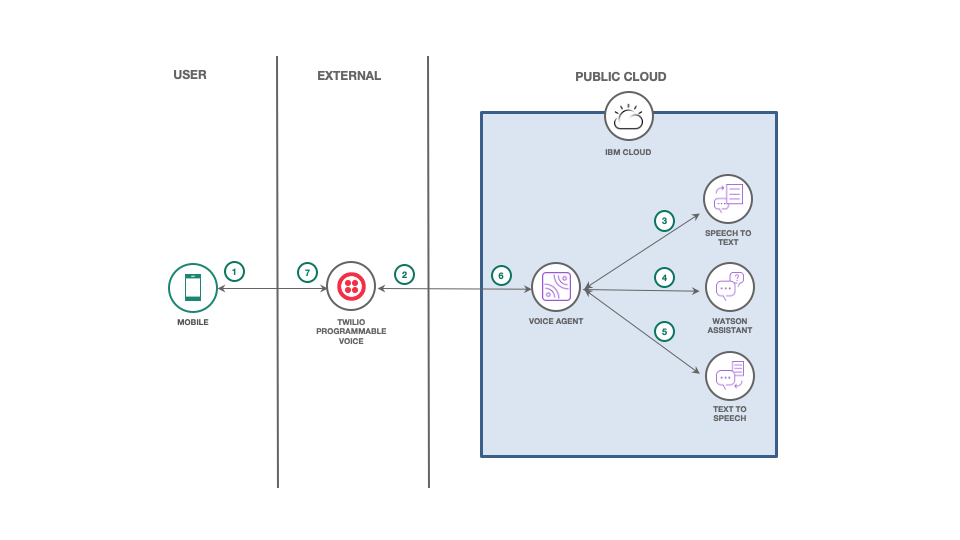 USER
EXTERNAL
PUBLIC CLOUD
IBM CLOUD
3
SPEECH TO
TEXT
1
7
2
6
4
MOBILE
TWILIO
PROGRAMMABLE
VOICE
VOICE AGENT
?
WATSON
ASSISTANT
5
TEXT TO
SPEECH